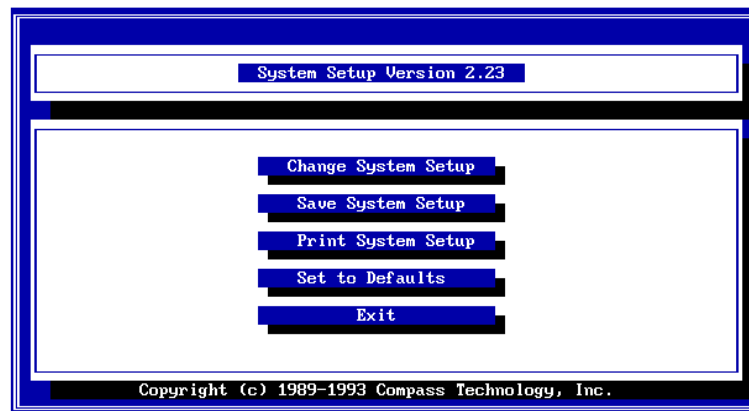 System Setup Version 2.23
Change System Setup
Save System Setup
Print System Setup
Set to Defaults
Exit
Copyright (c) 1989-1993 Compass Technology, Inc.